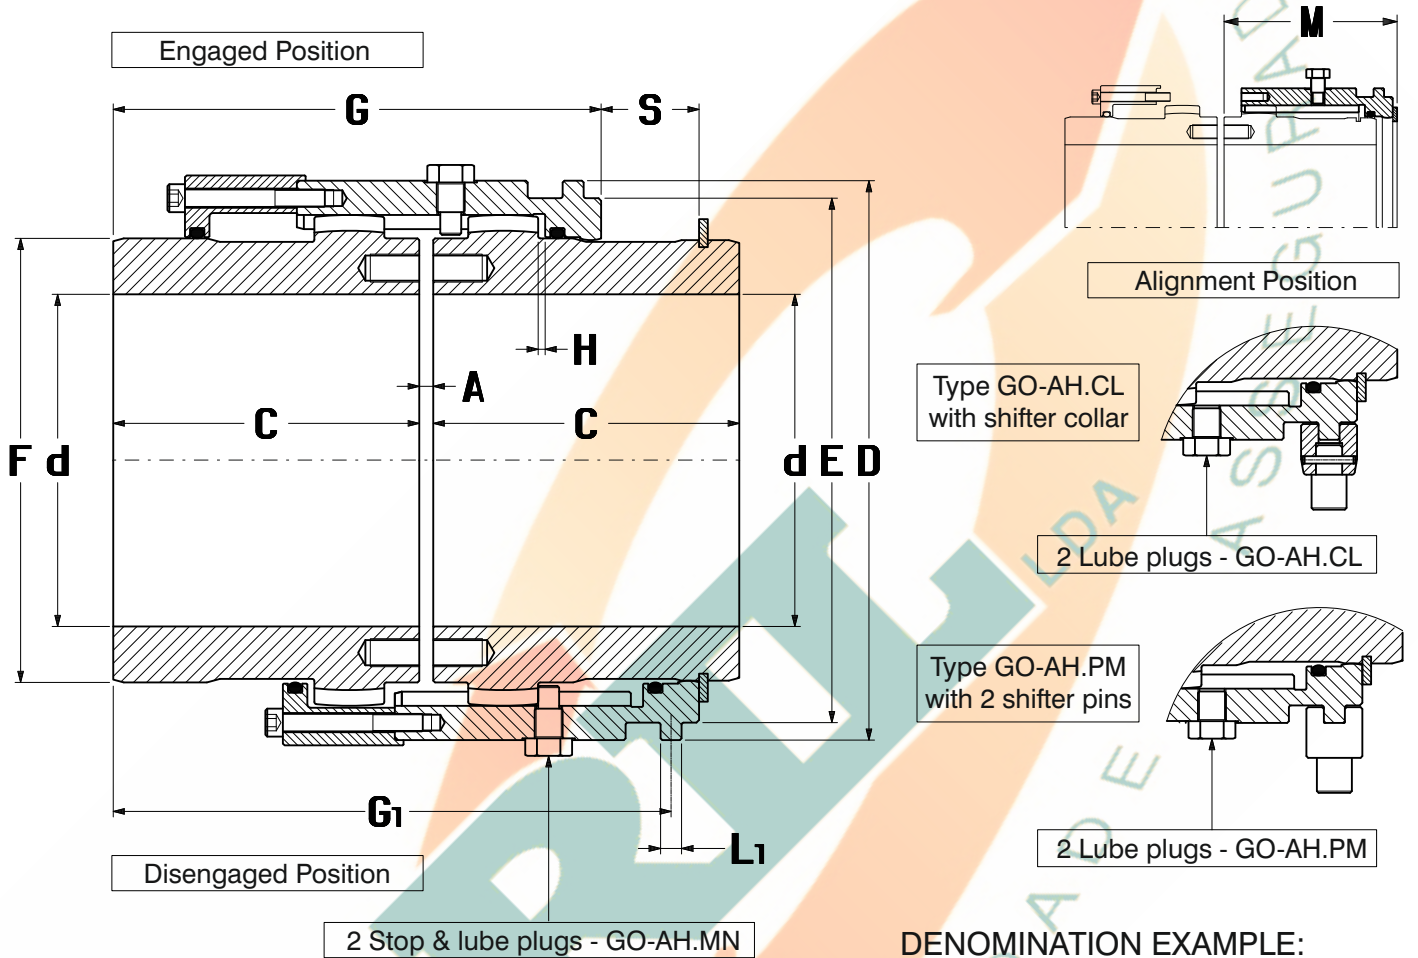 Engaged Position
G
S
M
H
A
C
C
F
d
d
E
D
G1
L1
Disengaged Position
2 Stop & lube plugs - GO-AH.MN
Alignment Position
Type GO-AH.CL
with shifter collar
2 Lube plugs - GO-AH.CL
Type GO-AH.PM
with 2 shifter pins
2 Lube plugs - GO-AH.PM
DENOMINATION EXAMPLE:
LDA